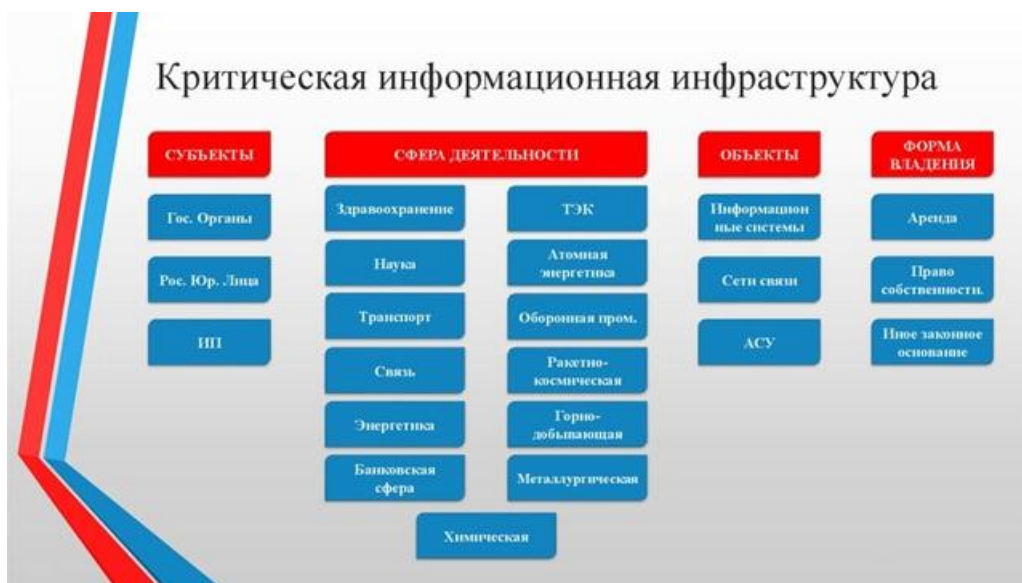 Критическая информационная инфраструктура
СУБЪЕКТЫ
Гос. Органы
Рос. Юр. Лица
ИП
СФЕРА ДЕЯТЕЛЬНОСТИ
Здравоохранение
ТЭК
Наука
Атомная
энергетика
Транспорт
Оборонная пром.
Связь
Ракетно-
космическая
Энергетика
Горно-
добывающая
Банковская
сфера
Металлургическая
Химическая
ОБЪЕКТЫ
Информацион
ные системы
Сети связи
АСУ
ФОРМА
ВЛАДЕНИЯ
Аренда
Право
собственности.
Иное законное
основание